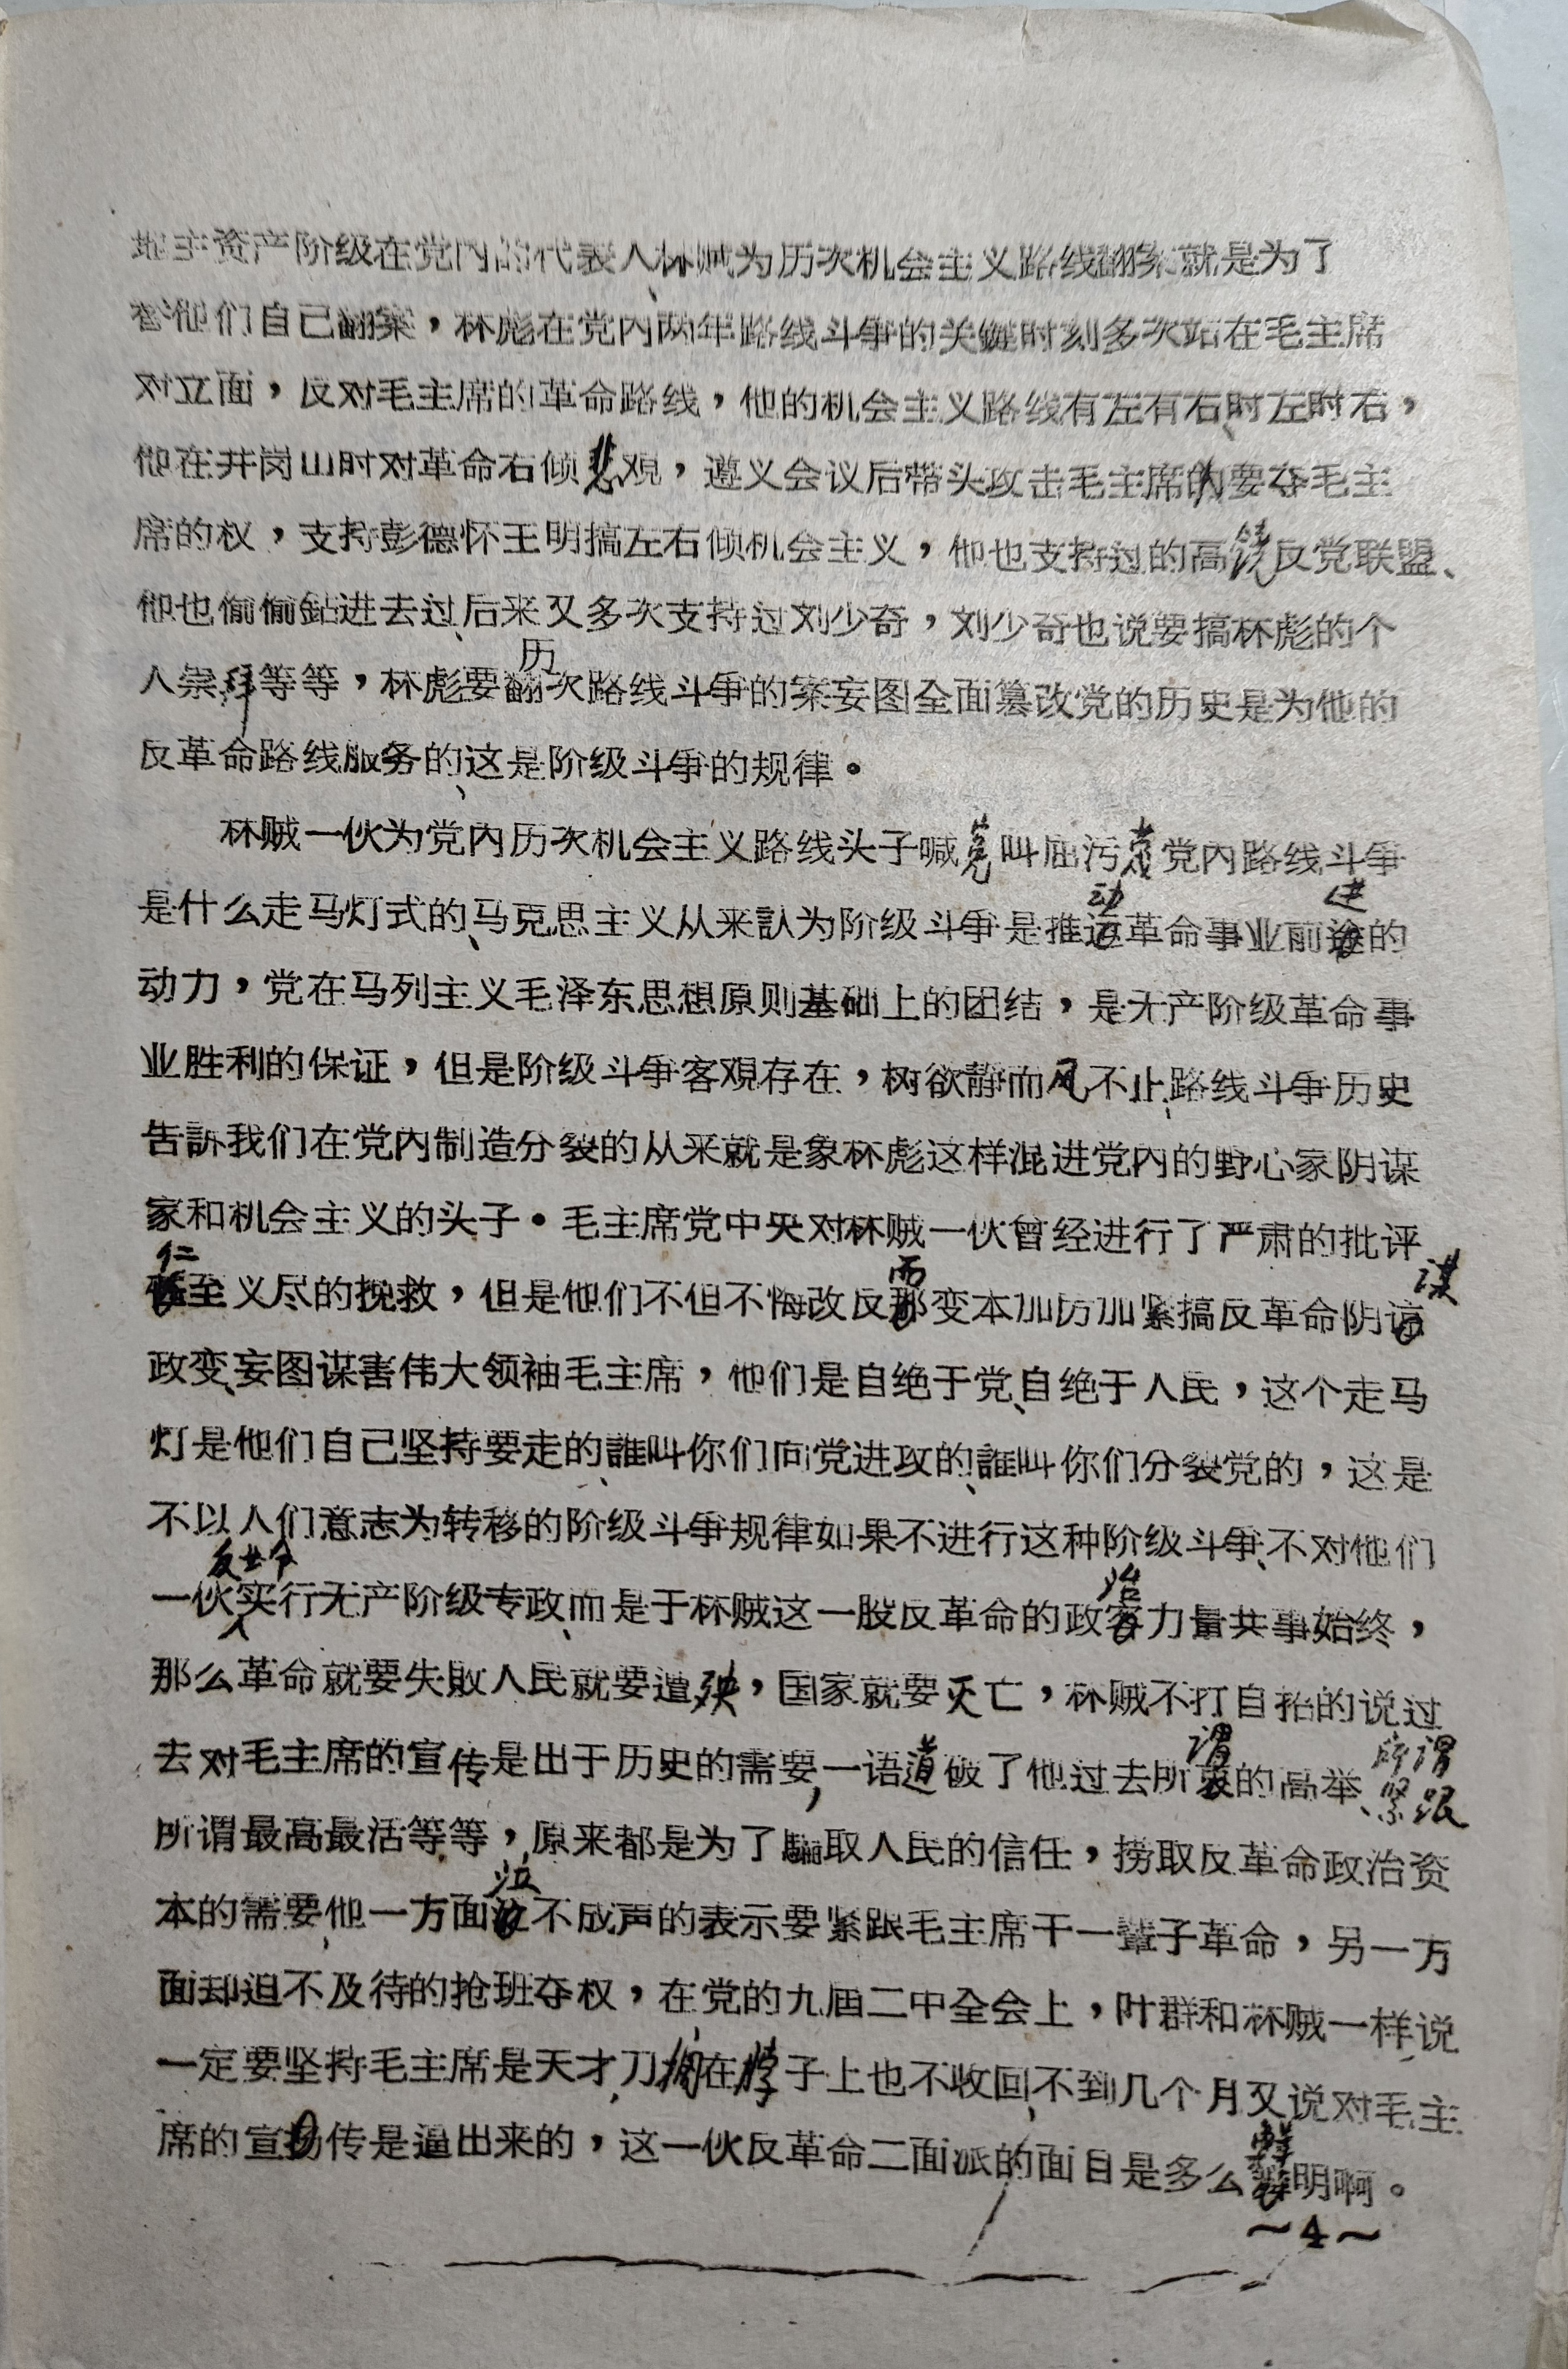 地主资产阶级在党内的代表人、林贼为历次机会主义路线翻案就是为了
替他们自己翻案，林彪在党内两年路线斗争的关键时刻多次站在毛主席
对立面，反对毛主席的革命路线，他的机会主义路线有左有右、时左时右，
他在井岗山时对革命右倾悲观，遵义会议后带头攻击毛主席的、要夺毛主
席的权，支持彭德怀王明搞左右倾机会主义，他也支持过的高饶反党联盟、
他也偷偷鉆进去过、后来又多次支持过刘少奇，刘少奇也说要搞林彪的个
人崇拜等等，林彪要翻历次路线斗争的案妄图全面篡改党的历史是为他的
反革命路线服务的、这是阶级斗争的规律。
林贼一伙为党内历次机会主义路线头子喊冤叫屈污蔑党内路线斗争
是什么走马灯式的、马克思主义从来認为阶级斗争是推动革命事业前进的
动力，党在马列主义毛泽东思想原则基础上的团结，是无产阶级革命事
业胜利的保证，但是阶级斗争客观存在，树欲静而风不止、路线斗争历史
告訴我们在党内制造分裂的从来就是象林彪这样混进党内的野心家阴谋
家和机会主义的头子·毛主席党中央对林贼一伙曾经进行了严肃的批评
仁至义尽的挽救，但是他们不但不悔改反而变本加厉加紧搞反革命阴谋
政变、妄图谋害伟大领袖毛主席，他们是自绝于党、自绝于人民，这个走马
灯是他们自己坚持要走的、誰叫你们向党进攻的、誰叫你们分裂党的，这是
不以人们意志为转移的阶级斗争规律如果不进行这种阶级斗争、不对他们
一伙反革命实行无产阶级专政、而是于林贼这一股反革命的政治力量共事始终，
那么革命就要失敗人民就要遭殃，国家就要灭亡，林贼不打自招的说过
去对毛主席的宣传是出于历史的需要，一语道破了他过去所谓的高举、所谓紧跟
所谓最高最活等等，原来都是为了騙取人民的信任，捞取反革命政治资
本的需要、他一方面泣不成声的表示要紧跟毛主席干一輩子革命，另一方
面却迫不及待的抢班夺权，在党的九届二中全会上，叶群和林贼一样说
一定要坚持毛主席是天才、刀搁在脖子上也不收回、不到几个月又说对毛主
席的宣传是逼出来的，这一伙反革命二面派的面目是多么鲜明啊。
～4～